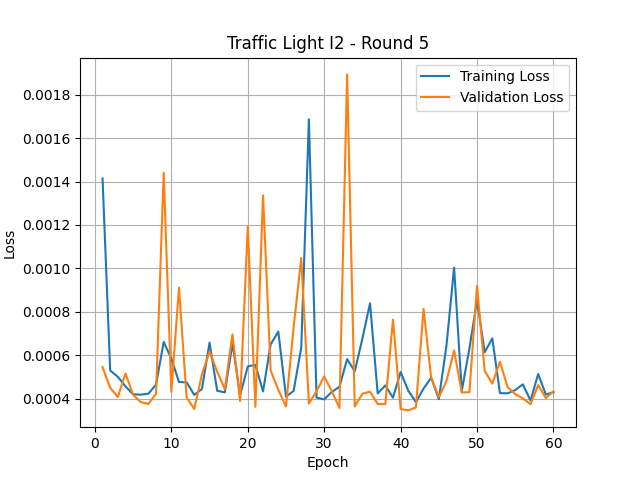 Traffic Light I2 - Round 5
Training Loss
Validation Loss
Loss
0.0018
0.0016
0.0014
0.0012
0.0010
0.0008
0.0006
0.0004
0 10 20 30 40 50 60
Epoch